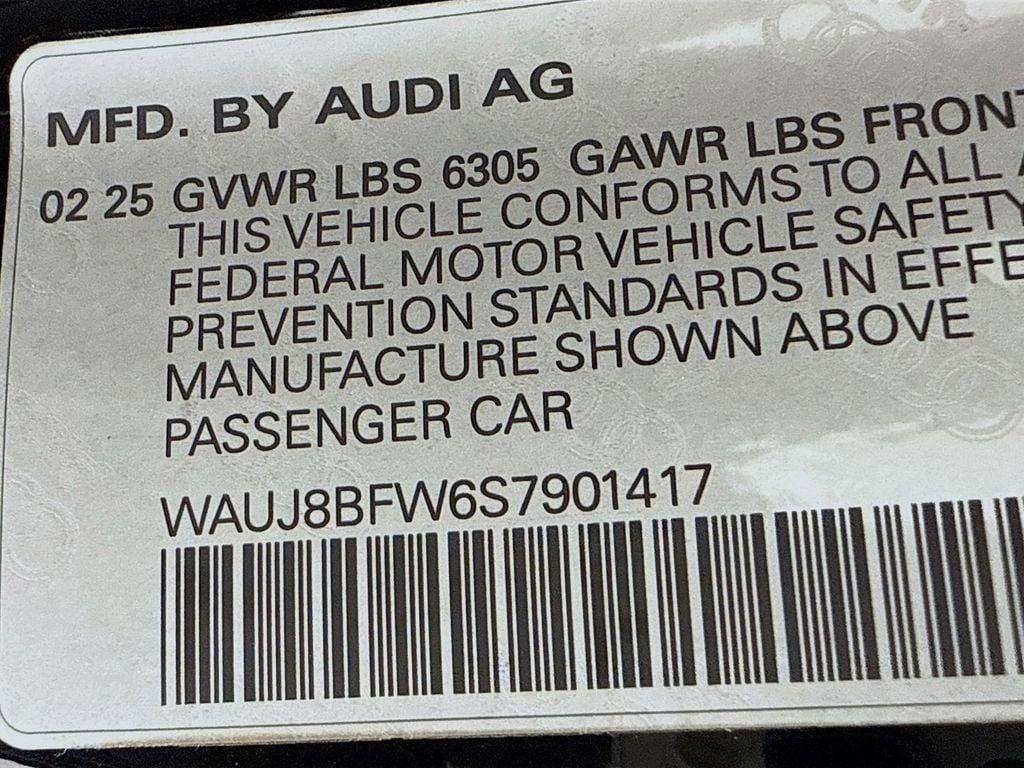 MFD. BY AUDI AG
02 25 GVWR LBS 6305 GAWR LBS FRONT
THIS VEHICLE CONFORMS TO ALL A
FEDERAL MOTOR VEHICLE SAFETY
PREVENTION STANDARDS IN EFFE
MANUFACTURE SHOWN ABOVE
PASSENGER CAR
WAUJ8BFW6S7901417